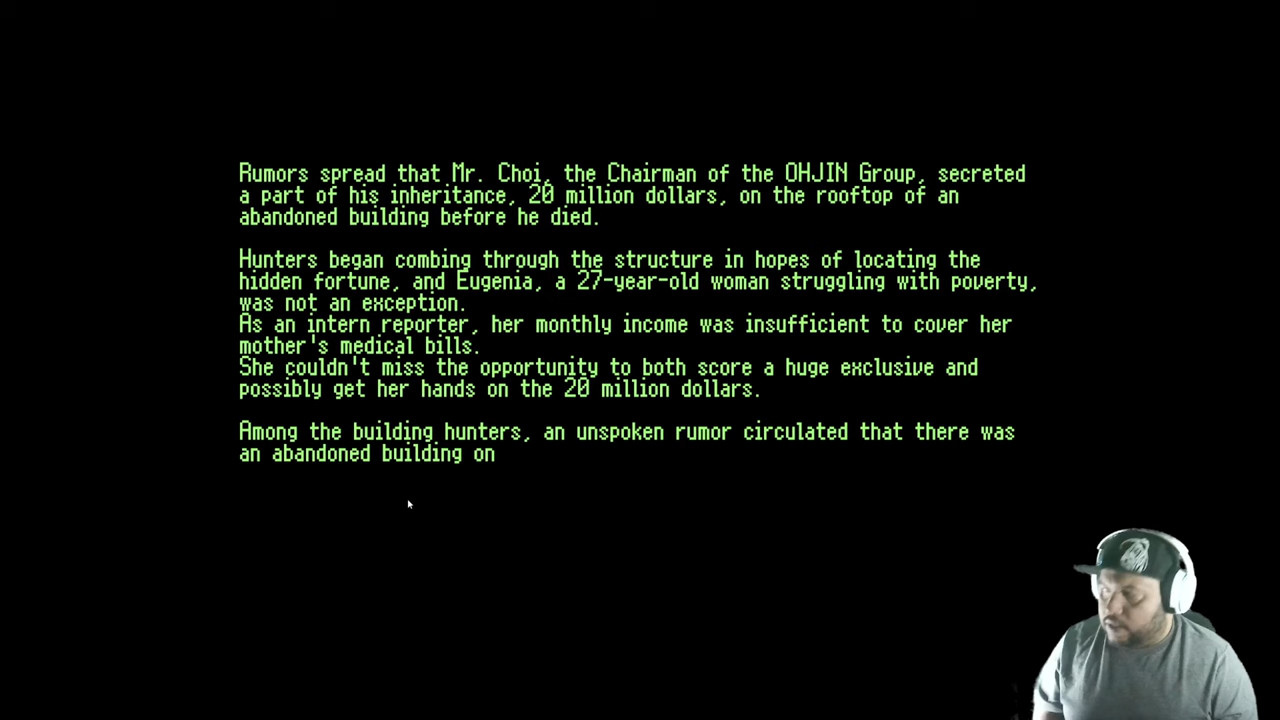 Rumors spread that Mr. Choi, the Chairman of the OHJIN Group, secreted
a part of his inheritance, 20 million dollars, on the rooftop of an
abandoned building before he died.
Hunters began combing through the structure in hopes of locating the
hidden fortune, and Eugenia, a 27-year-old woman struggling with poverty,
was not an exception.
As an intern reporter, her monthly income was insufficient to cover her
mother's medical bills.
She couldn't miss the opportunity to both score a huge exclusive and
possibly get her hands on the 20 million dollars.
Among the building hunters, an unspoken rumor circulated that there was
an abandoned building on